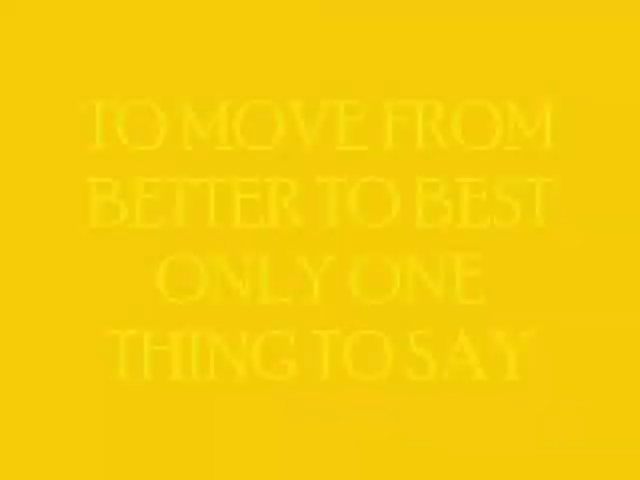 TO MOVE FROM
BETTER TO BEST
ONLY ONE
THING TO SAY